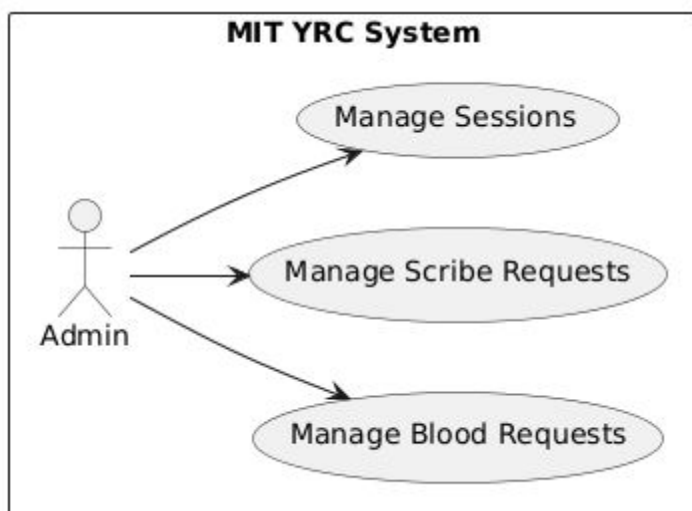 MIT YRC System
Manage Sessions
Manage Scribe Requests
Admin
Manage Blood Requests